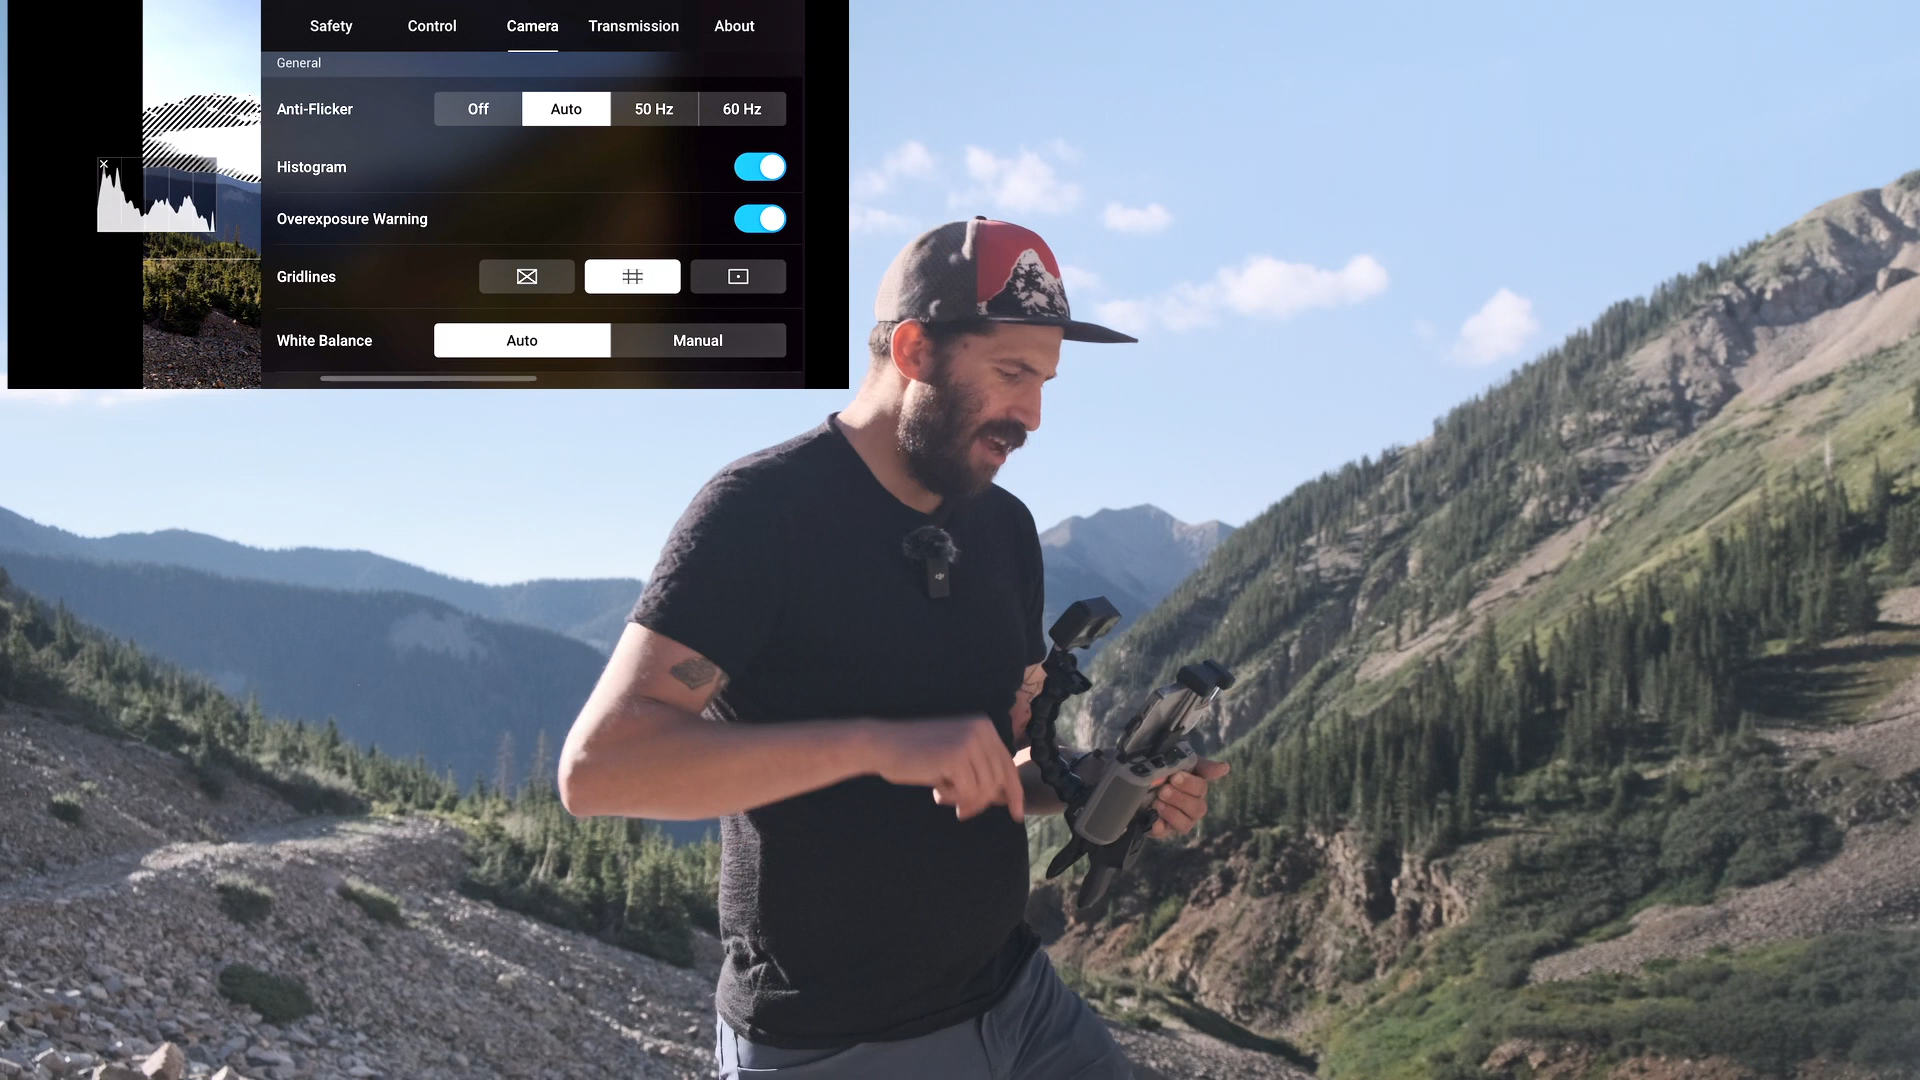 Safety Control Camera Transmission About
General
Anti-Flicker Off Auto 50 Hz 60 Hz
Histogram
Overexposure Warning
Gridlines
White Balance Auto Manual
dji